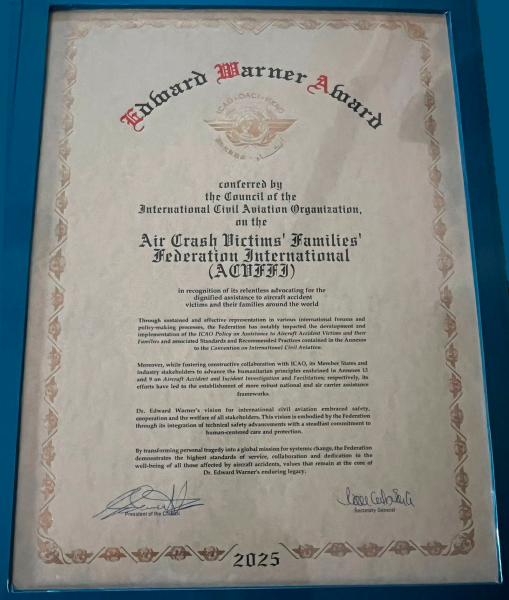 Edward Warner Award
ICAO · OACI · ИКАО
conferred by
the Council of the
International Civil Aviation Organization,
on the
Air Crash Victims' Families'
Federation International
(ACVFFI)
in recognition of its relentless advocating for the
dignified assistance to aircraft accident
victims and their families around the world
Through sustained and effective representation in various international forums and
policy-making processes, the Federation has notably impacted the development and
implementation of the ICAO Policy on Assistance to Aircraft Accident Victims and their
Families and associated Standards and Recommended Practices contained in the Annexes
to the Convention on International Civil Aviation.
Moreover, while fostering constructive collaboration with ICAO, its Member States and
industry stakeholders to advance the humanitarian principles enshrined in Annexes 13
and 9 on Aircraft Accident and Incident Investigation and Facilitation; respectively, its
efforts have led to the establishment of more robust national and air carrier assistance
frameworks.
Dr. Edward Warner's vision for international civil aviation embraced safety,
cooperation and the welfare of all stakeholders. This vision is embodied by the Federation
through its integration of technical safety advancements with a steadfast commitment to
human-centered care and protection.
By transforming personal tragedy into a global mission for systemic change, the Federation
demonstrates the highest standards of service, collaboration and dedication to the
well-being of all those affected by aircraft accidents, values that remain at the core of
Dr. Edward Warner's enduring legacy.
President of the Council
Secretary General
2025